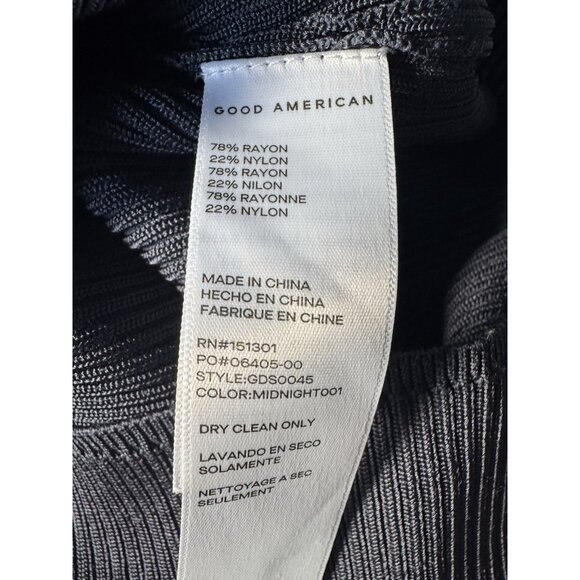 GOOD AMERICAN
78% RAYON
22% NYLON
78% RAYON
22% NILON
78% RAYONNE
22% NYLON
MADE IN CHINA
HECHO EN CHINA
FABRIQUE EN CHINE
RN#151301
PO#06405-00
STYLE:GDS0045
COLOR:MIDNIGHT001
DRY CLEAN ONLY
LAVANDO EN SECO
SOLAMENTE
NETTOYAGE A SEC
SEULEMENT